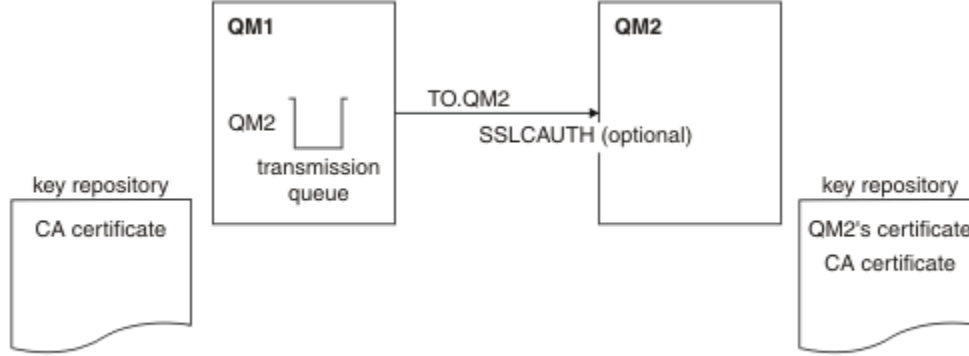 QM1
QM2
QM2
transmission
queue
TO.QM2
SSLCAUTH (optional)
key repository
CA certificate
key repository
QM2's certificate
CA certificate